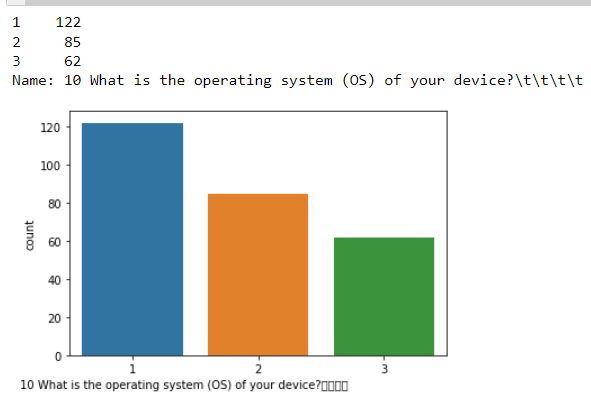 1    122
2     85
3     62
Name: 10 What is the operating system (OS) of your device?\t\t\t\t
120
100
80
60
40
20
0
count
1 2 3
10 What is the operating system (OS) of your device?▯▯▯▯